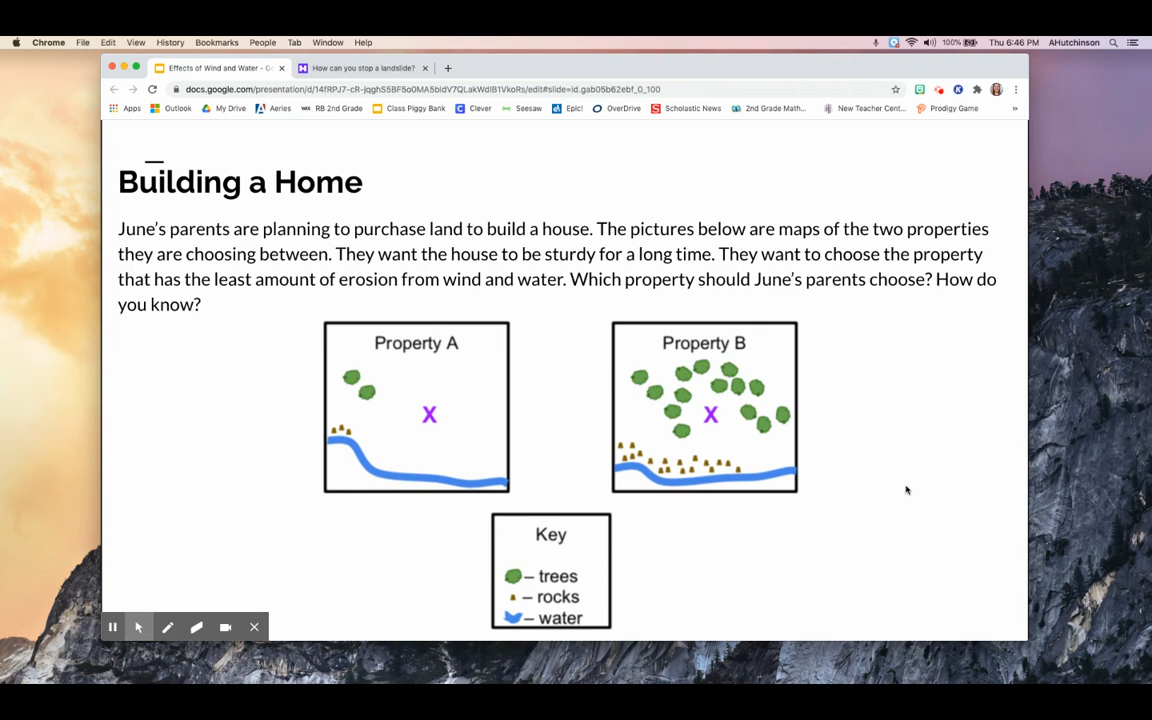 Chrome File Edit View History Bookmarks People Tab Window Help 100% Thu 6:46 PM AHutchinson
Effects of Wind and Water - G How can you stop a landslide?
docs.google.com/presentation/d/14fRPJ7-cR-jqghS5BF5o0MA5bldV7QLakWdlB1VkoRs/edit#slide=id.gab05b62ebf_0_100
Apps Outlook My Drive Aeries RB 2nd Grade Class Piggy Bank Clever Seesaw Epic! OverDrive Scholastic News 2nd Grade Math... New Teacher Cent... Prodigy Game »
Building a Home
June's parents are planning to purchase land to build a house. The pictures below are maps of the two properties
they are choosing between. They want the house to be sturdy for a long time. They want to choose the property
that has the least amount of erosion from wind and water. Which property should June's parents choose? How do
you know?
Property A Property B
X X
Key
– trees
– rocks
– water